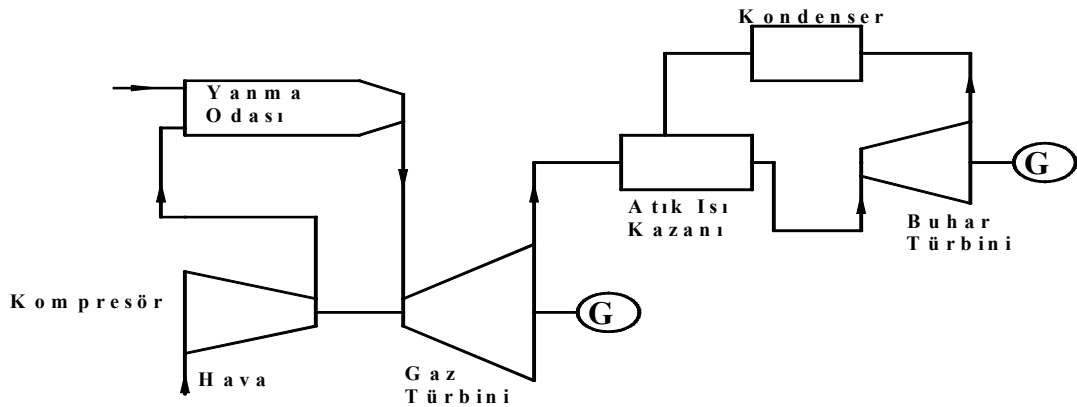 Kondenser
Yanma
Odası
G
Atık Isı
Kazanı
Buhar
Türbini
Kompresör
G
Hava
Gaz
Türbini